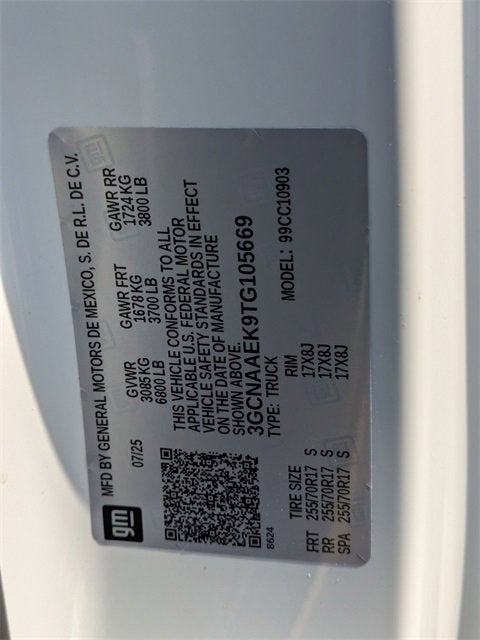 gm
MFD BY GENERAL MOTORS DE MEXICO, S. DE R.L. DE C.V.
07/25
GVWR GAWR FRT GAWR RR
3085 KG 1678 KG 1724 KG
6800 LB 3700 LB 3800 LB
THIS VEHICLE CONFORMS TO ALL
APPLICABLE U.S. FEDERAL MOTOR
VEHICLE SAFETY STANDARDS IN EFFECT
ON THE DATE OF MANUFACTURE
SHOWN ABOVE.
3GCNAAEK9TG105669
8624
TYPE: TRUCK MODEL: 99CC10903
TIRE SIZE RIM
FRT 255/70R17 S 17X8J
RR 255/70R17 S 17X8J
SPA 255/70R17 S 17X8J